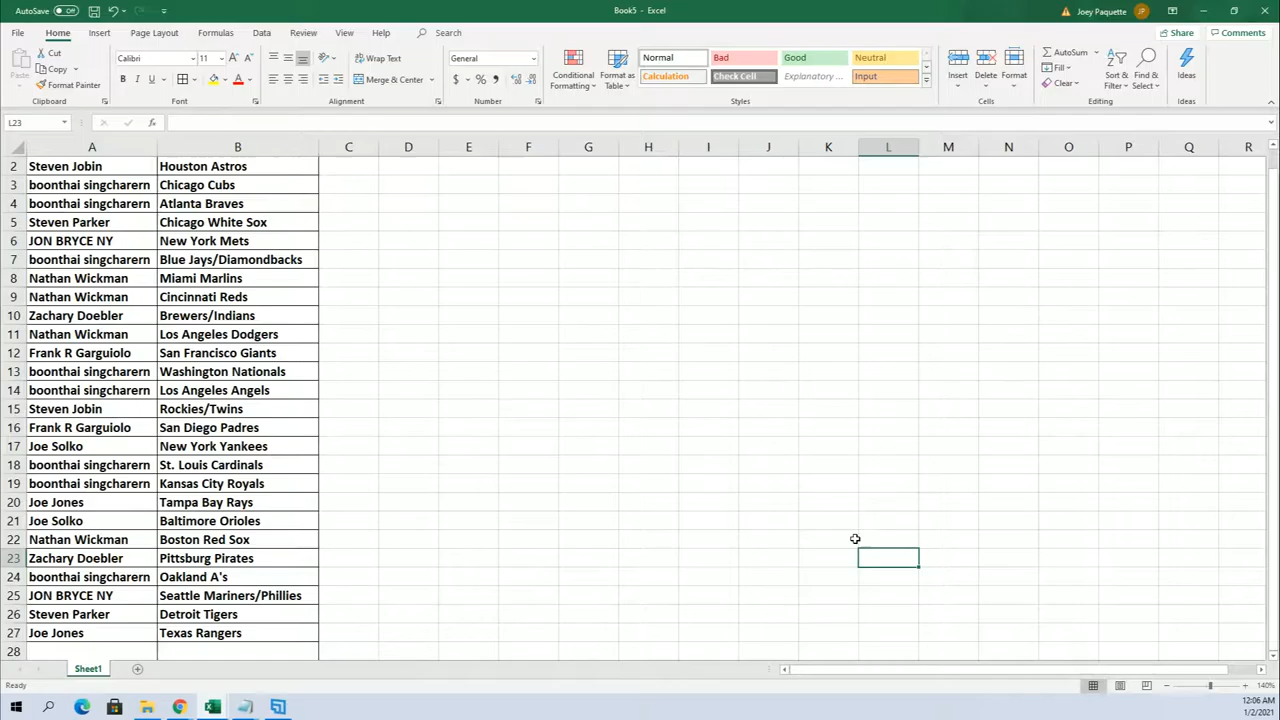 AutoSave Off Book5 - Excel Joey Paquette JP
File Home Insert Page Layout Formulas Data Review View Help Search Share Comments
Paste Cut Copy Format Painter Clipboard
Calibri 11 B I U A Font
Wrap Text Merge & Center Alignment
General $ % Number
Conditional Formatting Format as Table
Normal Bad Good Neutral
Calculation Check Cell Explanatory ... Input
Styles
Insert Delete Format Cells
AutoSum Fill Clear Sort & Filter Find & Select Editing
Ideas Ideas
L23 fx
A B C D E F G H I J K L M N O P Q R
2 Steven Jobin Houston Astros
3 boonthai singcharern Chicago Cubs
4 boonthai singcharern Atlanta Braves
5 Steven Parker Chicago White Sox
6 JON BRYCE NY New York Mets
7 boonthai singcharern Blue Jays/Diamondbacks
8 Nathan Wickman Miami Marlins
9 Nathan Wickman Cincinnati Reds
10 Zachary Doebler Brewers/Indians
11 Nathan Wickman Los Angeles Dodgers
12 Frank R Garguiolo San Francisco Giants
13 boonthai singcharern Washington Nationals
14 boonthai singcharern Los Angeles Angels
15 Steven Jobin Rockies/Twins
16 Frank R Garguiolo San Diego Padres
17 Joe Solko New York Yankees
18 boonthai singcharern St. Louis Cardinals
19 boonthai singcharern Kansas City Royals
20 Joe Jones Tampa Bay Rays
21 Joe Solko Baltimore Orioles
22 Nathan Wickman Boston Red Sox
23 Zachary Doebler Pittsburg Pirates
24 boonthai singcharern Oakland A's
25 JON BRYCE NY Seattle Mariners/Phillies
26 Steven Parker Detroit Tigers
27 Joe Jones Texas Rangers
28
Sheet1
Ready 140%
12:06 AM
1/2/2021